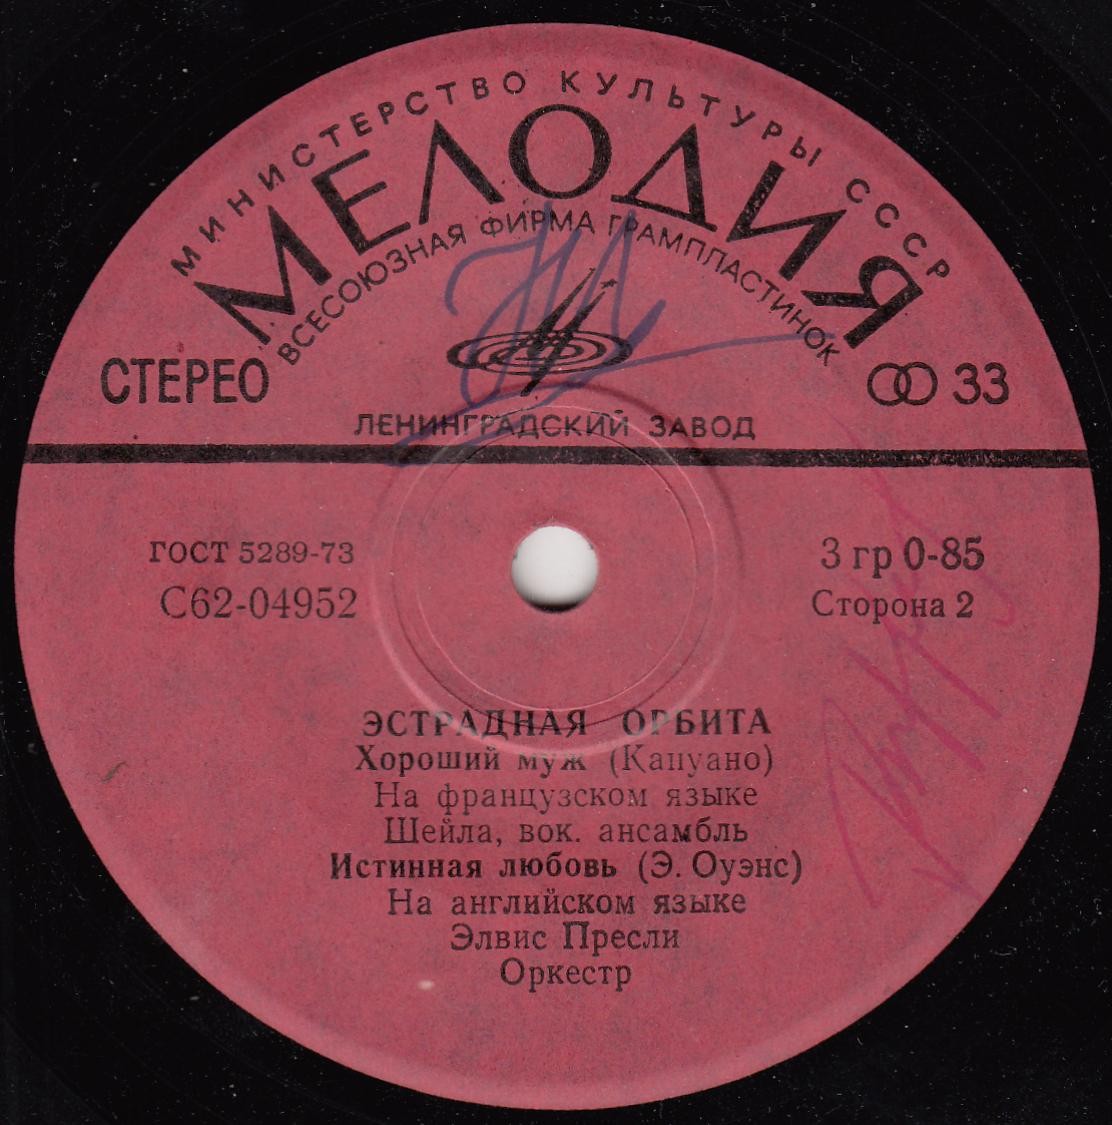 МИНИСТЕРСТВО КУЛЬТУРЫ СССР
МЕЛОДИЯ
ВСЕСОЮЗНАЯ ФИРМА ГРАМПЛАСТИНОК
СТЕРЕО
33
ЛЕНИНГРАДСКИЙ ЗАВОД
ГОСТ 5289-73
3 гр 0-85
С62-04952
Сторона 2
ЭСТРАДНАЯ ОРБИТА
Хороший муж (Капуано)
На французском языке
Шейла, вок. ансамбль
Истинная любовь (Э. Оуэнс)
На английском языке
Элвис Пресли
Оркестр